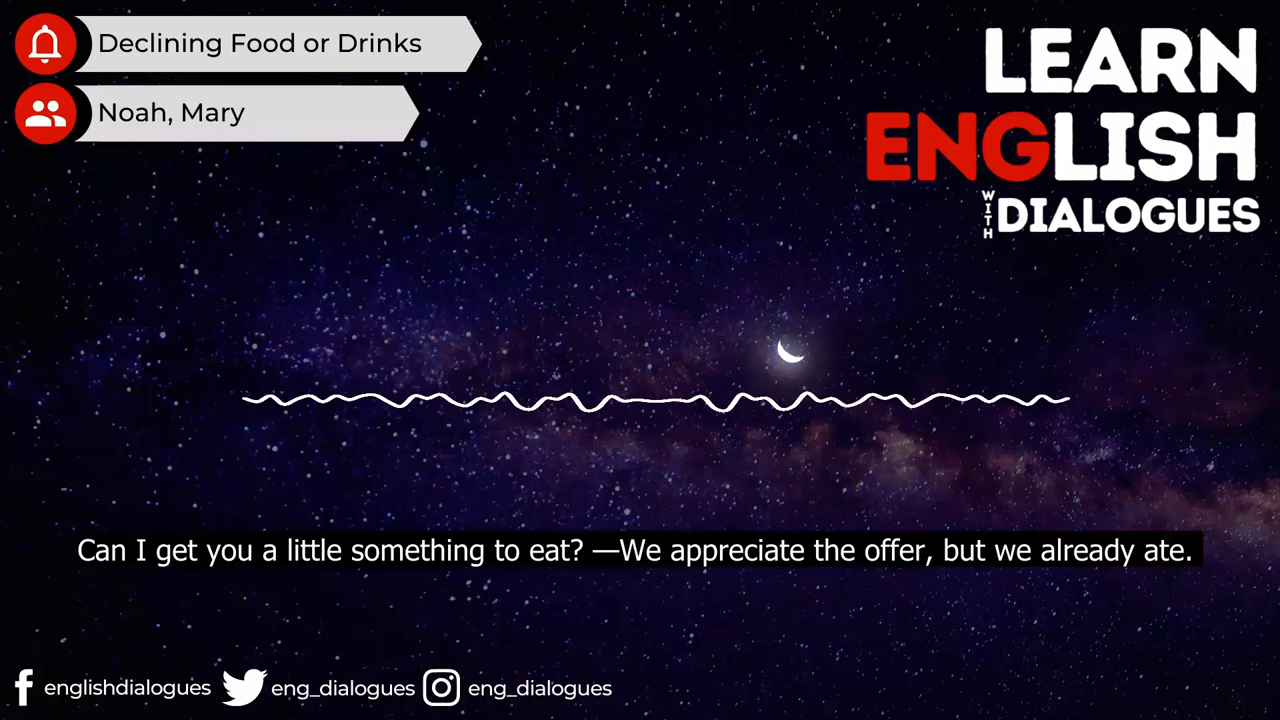 Declining Food or Drinks
Noah, Mary
LEARN
ENGLISH
WITH DIALOGUES
Can I get you a little something to eat? —We appreciate the offer, but we already ate.
englishdialogues eng_dialogues eng_dialogues